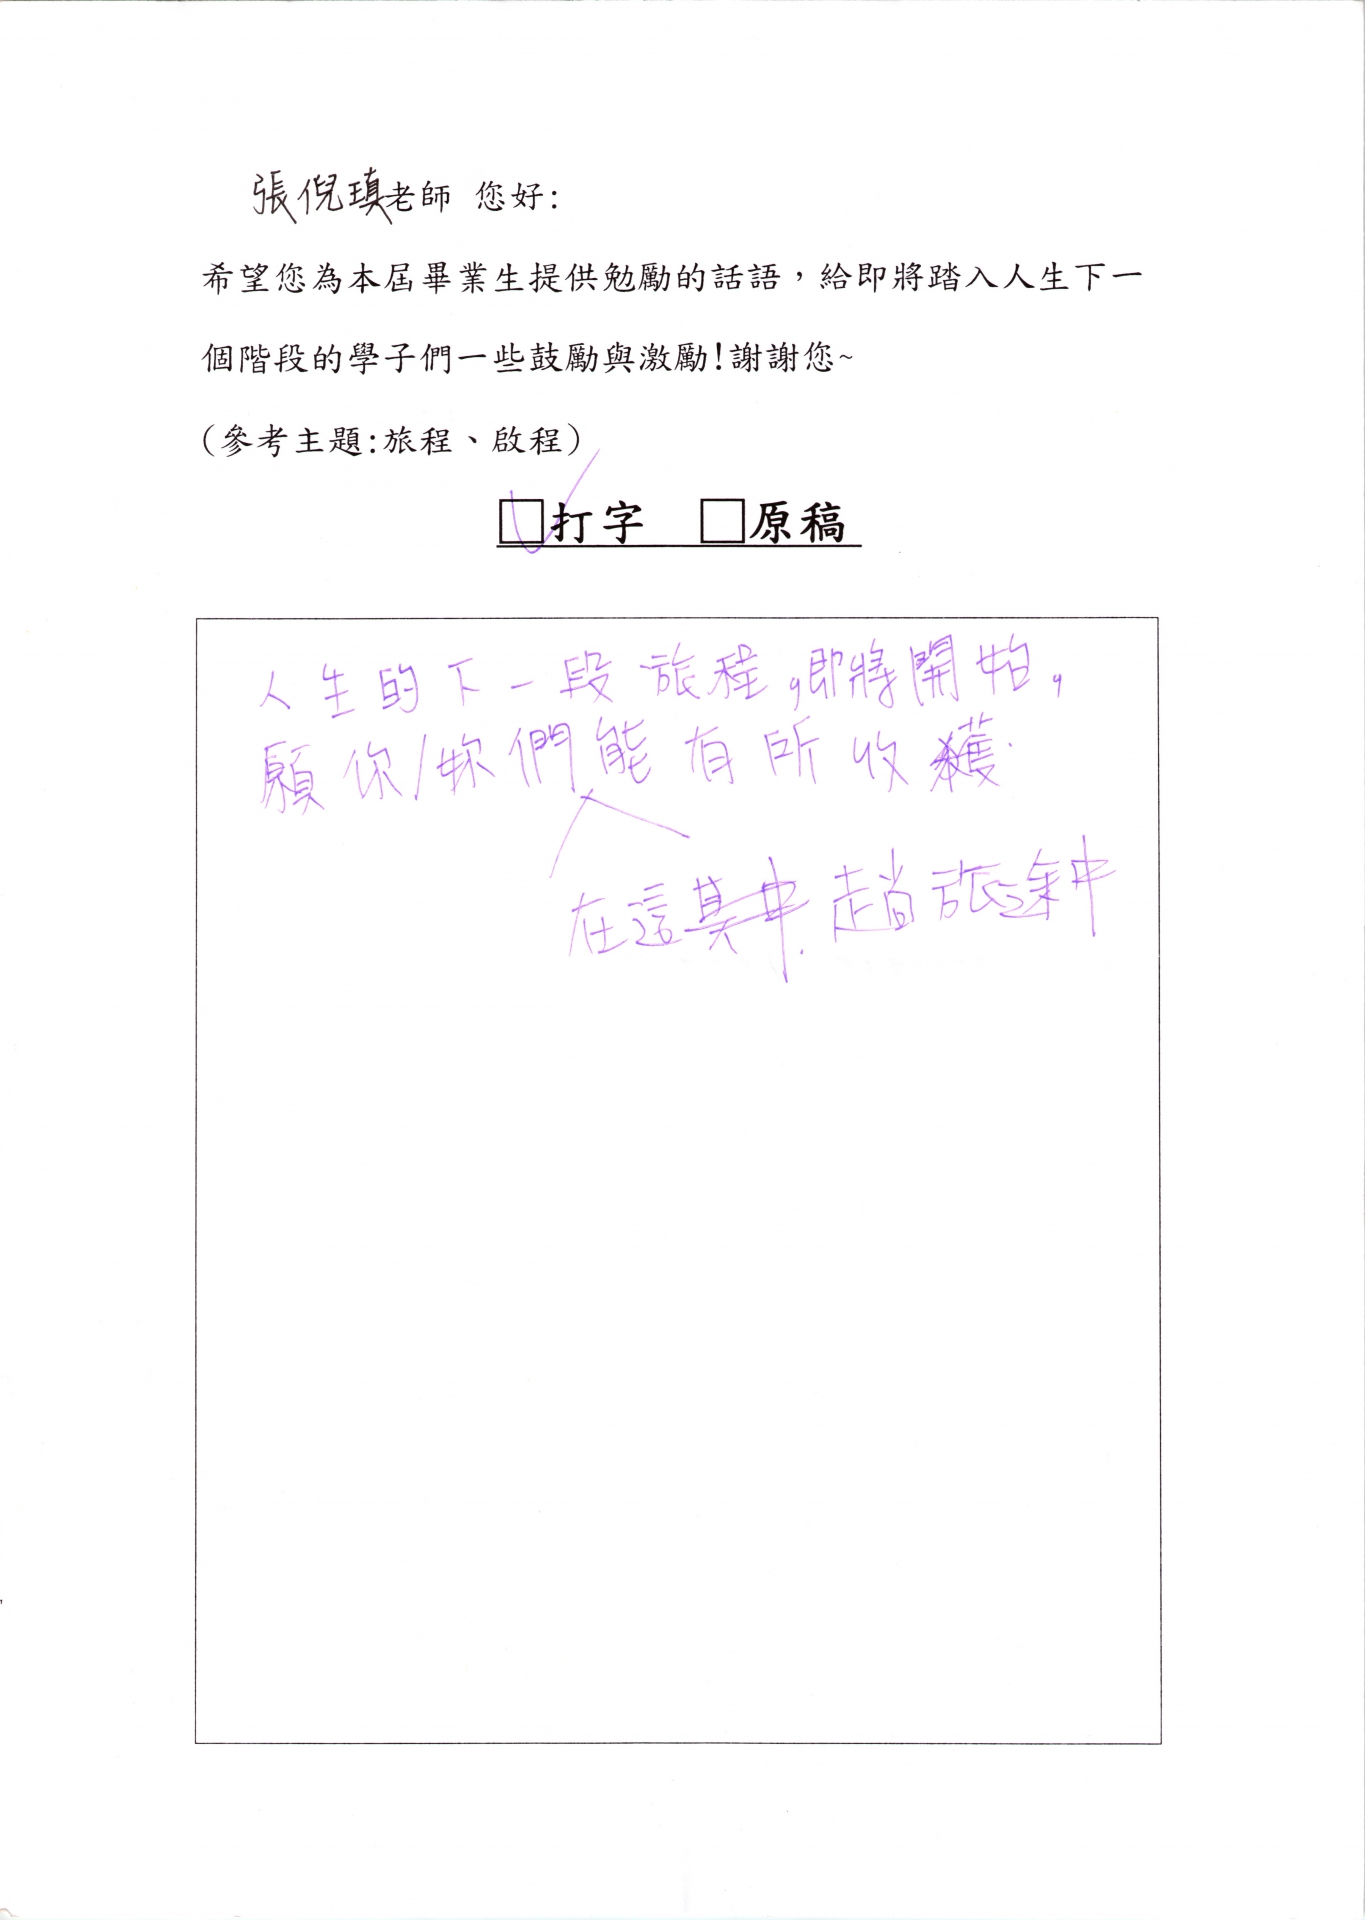 張倪瑱老師 您好:
希望您為本屆畢業生提供勉勵的話語，給即將踏入人生下一
個階段的學子們一些鼓勵與激勵!謝謝您~
(參考主題:旅程、啟程)
□打字 □原稿
人生的下一段旅程,即將開始,
願你/妳們能有所收穫.
在這其中.趟旅途中